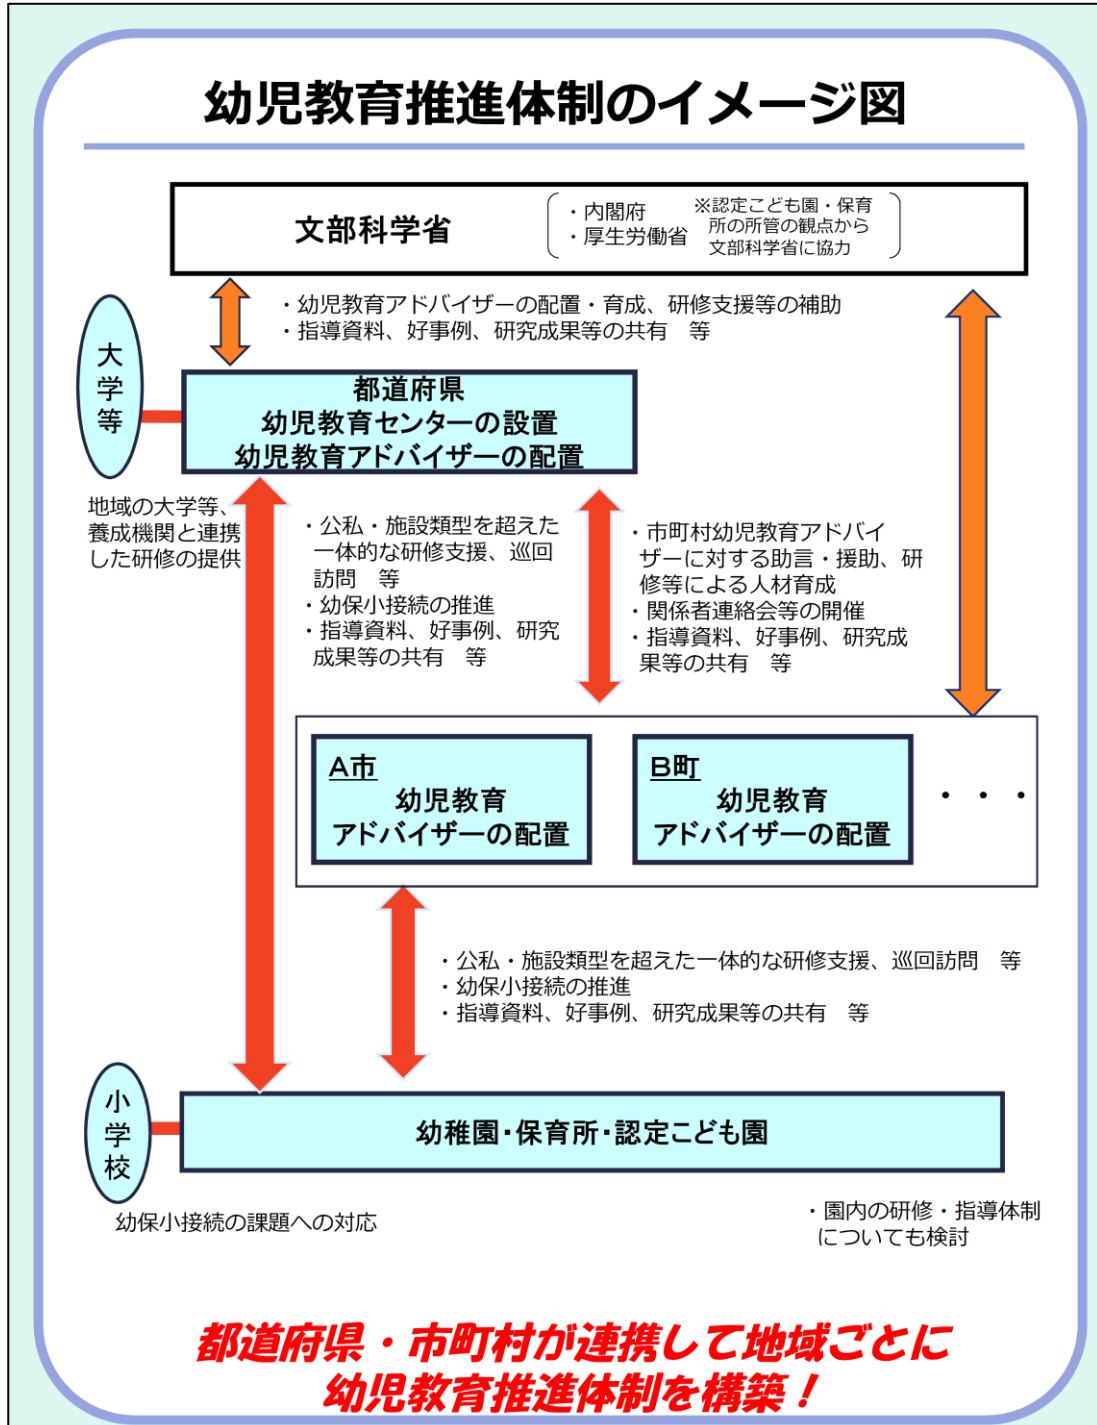 幼児教育推進体制のイメージ図
文部科学省
・内閣府
・厚生労働省
※認定こども園・保育
所の所管の観点から
文部科学省に協力
・幼児教育アドバイザーの配置・育成、研修支援等の補助
・指導資料、好事例、研究成果等の共有　等
大学等
都道府県
幼児教育センターの設置
幼児教育アドバイザーの配置
地域の大学等、
養成機関と連携
した研修の提供
・公私・施設類型を超えた
一体的な研修支援、巡回
訪問　等
・幼保小接続の推進
・指導資料、好事例、研究
成果等の共有　等
・市町村幼児教育アドバイ
ザーに対する助言・援助、研
修等による人材育成
・関係者連絡会等の開催
・指導資料、好事例、研究成
果等の共有　等
A市
幼児教育
アドバイザーの配置
B町
幼児教育
アドバイザーの配置
・・・
・公私・施設類型を超えた一体的な研修支援、巡回訪問　等
・幼保小接続の推進
・指導資料、好事例、研究成果等の共有　等
小学校
幼稚園・保育所・認定こども園
幼保小接続の課題への対応
・園内の研修・指導体制
についても検討
都道府県・市町村が連携して地域ごとに
幼児教育推進体制を構築！